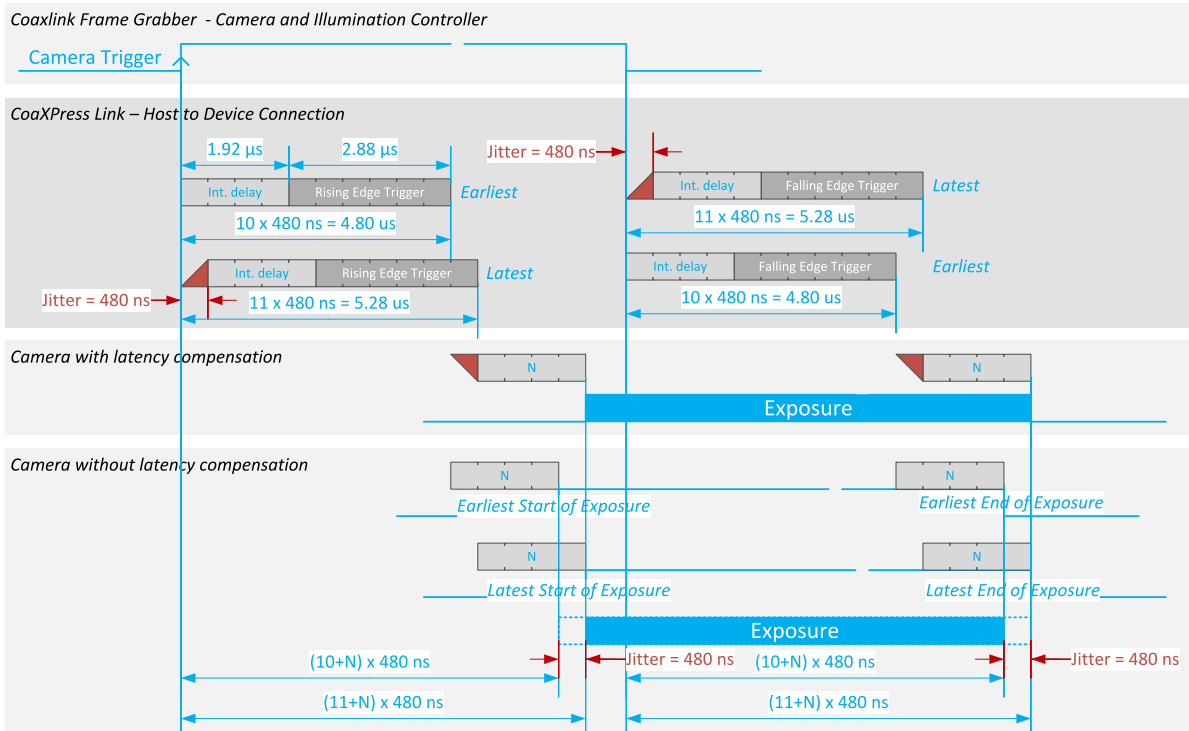 Coaxlink Frame Grabber  - Camera and Illumination Controller
Camera Trigger
CoaXPress Link – Host to Device Connection
1.92 µs
2.88 µs
Jitter = 480 ns
Int. delay
Rising Edge Trigger
Earliest
Int. delay
Falling Edge Trigger
Latest
10 x 480 ns = 4.80 us
11 x 480 ns = 5.28 us
Int. delay
Rising Edge Trigger
Latest
Int. delay
Falling Edge Trigger
Earliest
Jitter = 480 ns
11 x 480 ns = 5.28 us
10 x 480 ns = 4.80 us
Camera with latency compensation
N
N
Exposure
Camera without latency compensation
N
N
Earliest Start of Exposure
Earliest End of Exposure
N
N
Latest Start of Exposure
Latest End of Exposure
Exposure
(10+N) x 480 ns
Jitter = 480 ns
(10+N) x 480 ns
Jitter = 480 ns
(11+N) x 480 ns
(11+N) x 480 ns